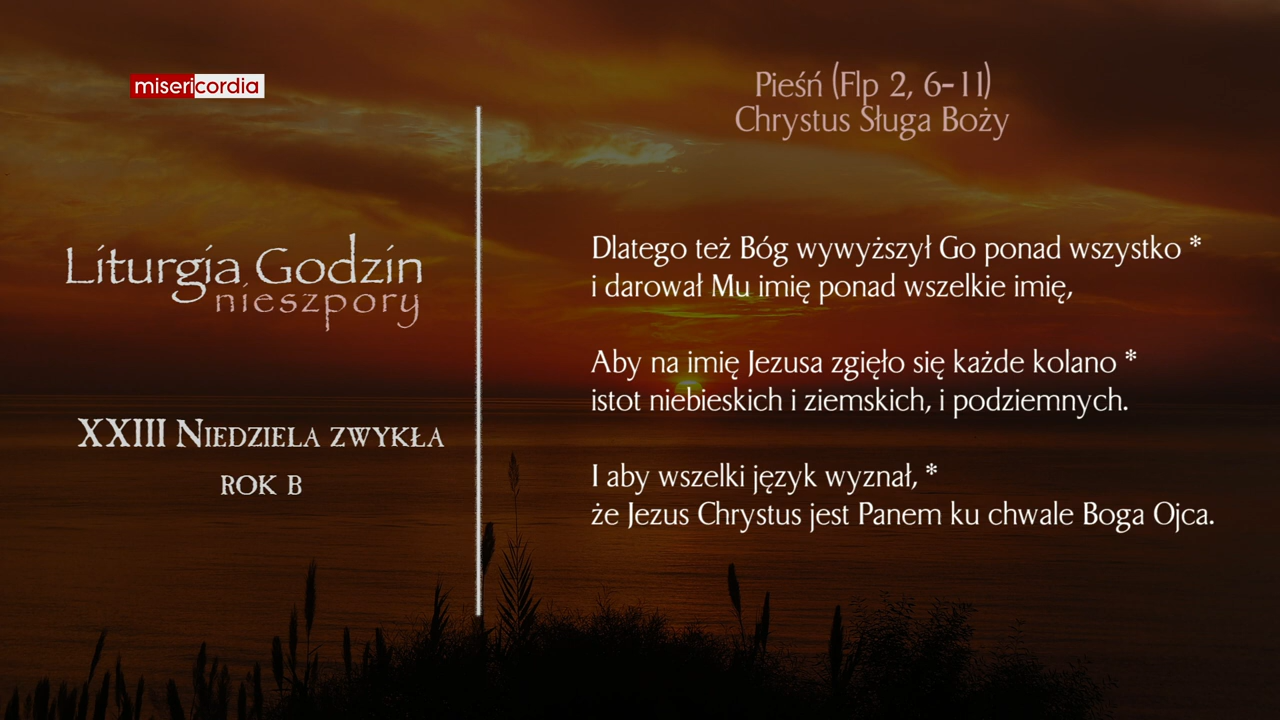 misericordia
Liturgia Godzin
nieszpory
XXIII Niedziela zwykła
rok B
Pieśń (Flp 2, 6-11)
Chrystus Sługa Boży
Dlatego też Bóg wywyższył Go ponad wszystko *
i darował Mu imię ponad wszelkie imię,
Aby na imię Jezusa zgięło się każde kolano *
istot niebieskich i ziemskich, i podziemnych.
I aby wszelki język wyznał, *
że Jezus Chrystus jest Panem ku chwale Boga Ojca.